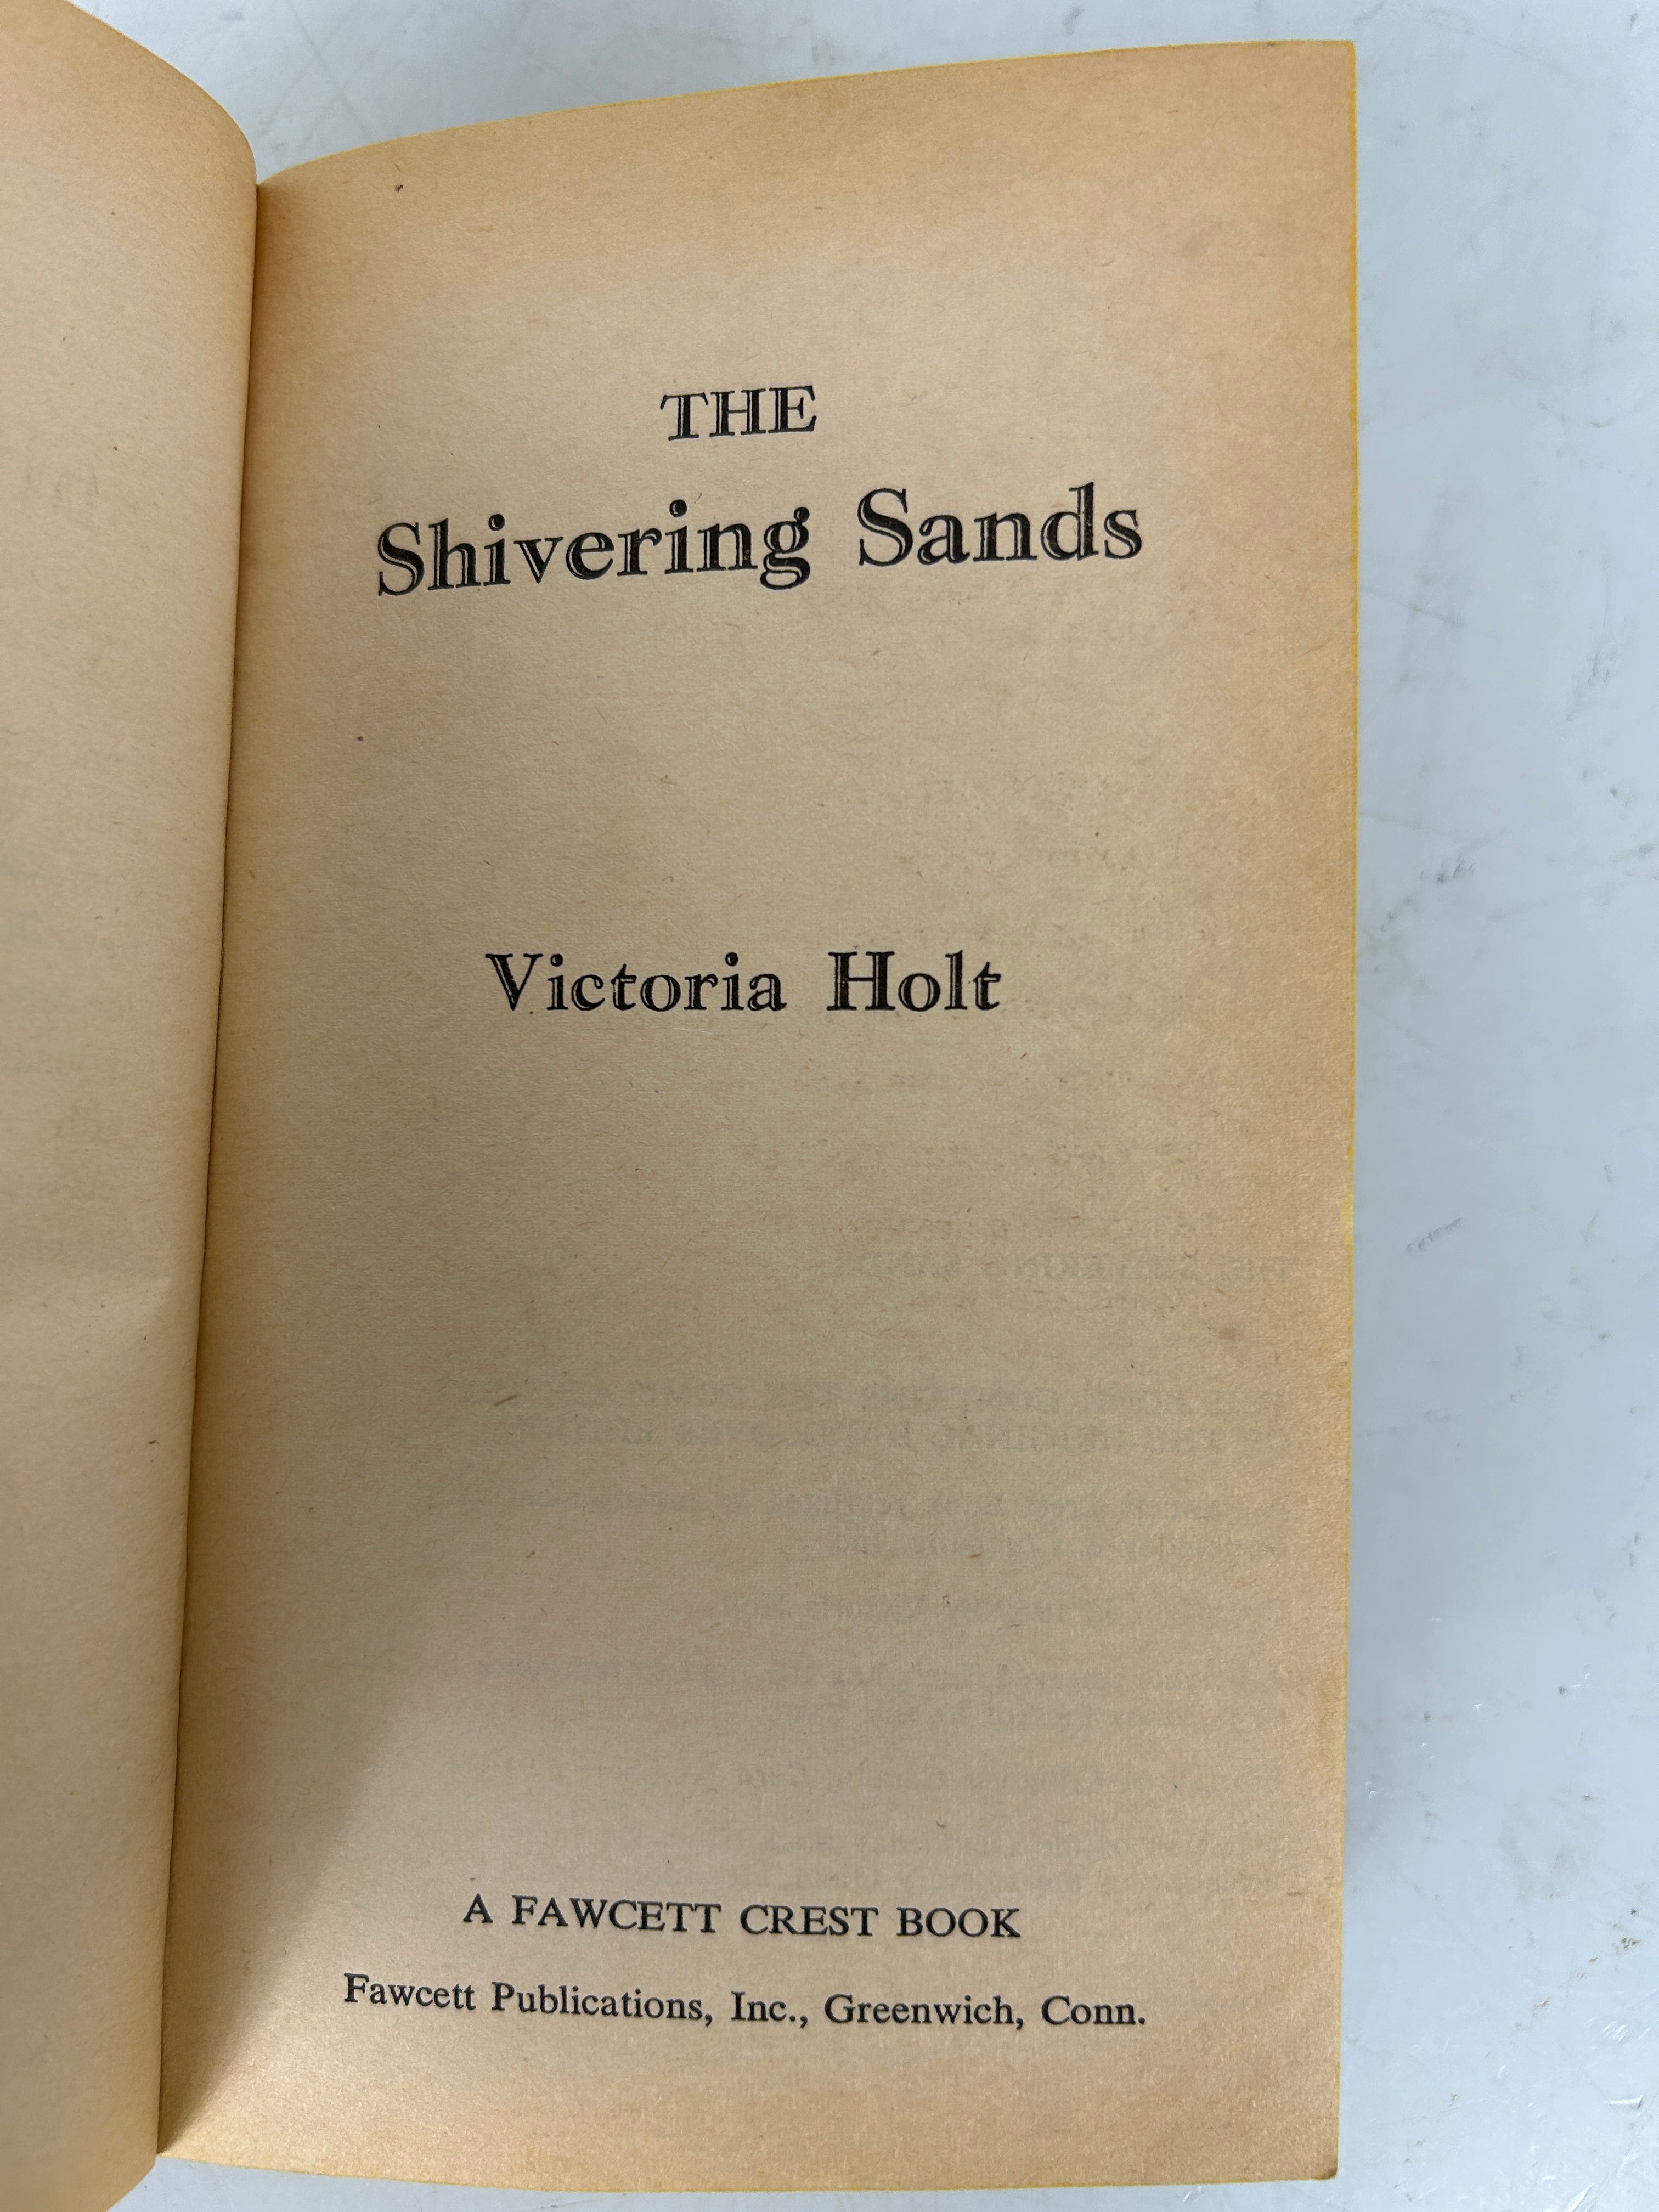 THE
Shivering Sands
Victoria Holt
A FAWCETT CREST BOOK
Fawcett Publications, Inc., Greenwich, Conn.